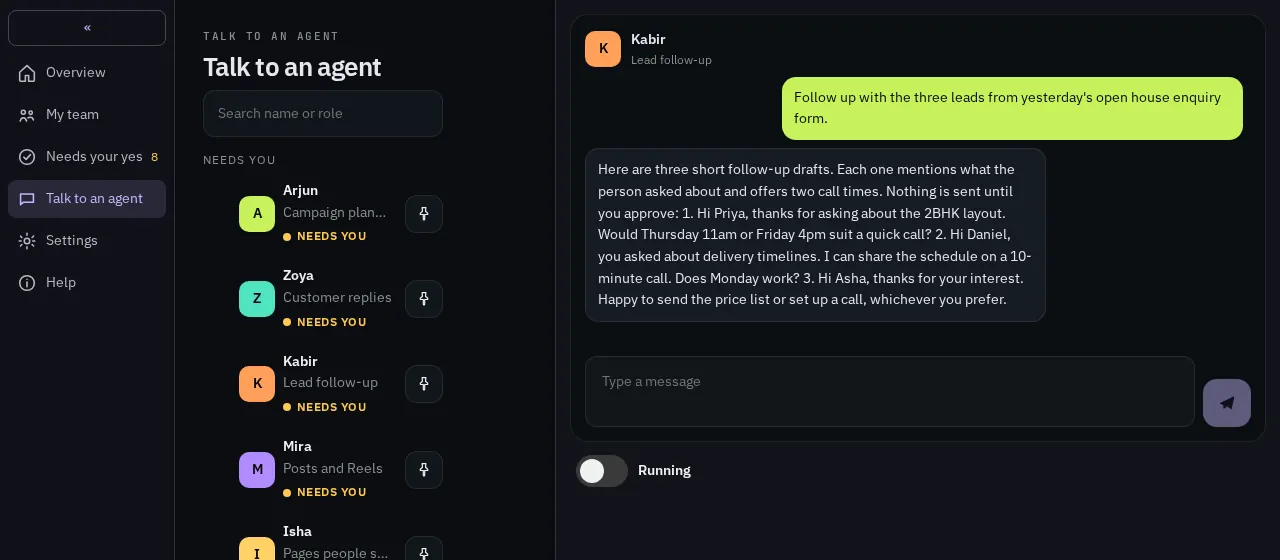 «
Overview
My team
Needs your yes 8
Talk to an agent
Settings
Help
TALK TO AN AGENT
Talk to an agent
Search name or role
NEEDS YOU
A
Arjun
Campaign plan...
NEEDS YOU
Z
Zoya
Customer replies
NEEDS YOU
K
Kabir
Lead follow-up
NEEDS YOU
M
Mira
Posts and Reels
NEEDS YOU
I
Isha
Pages people s...
K
Kabir
Lead follow-up
Follow up with the three leads from yesterday's open house enquiry
form.
Here are three short follow-up drafts. Each one mentions what the
person asked about and offers two call times. Nothing is sent until
you approve: 1. Hi Priya, thanks for asking about the 2BHK layout.
Would Thursday 11am or Friday 4pm suit a quick call? 2. Hi Daniel,
you asked about delivery timelines. I can share the schedule on a 10-
minute call. Does Monday work? 3. Hi Asha, thanks for your interest.
Happy to send the price list or set up a call, whichever you prefer.
Type a message
Running